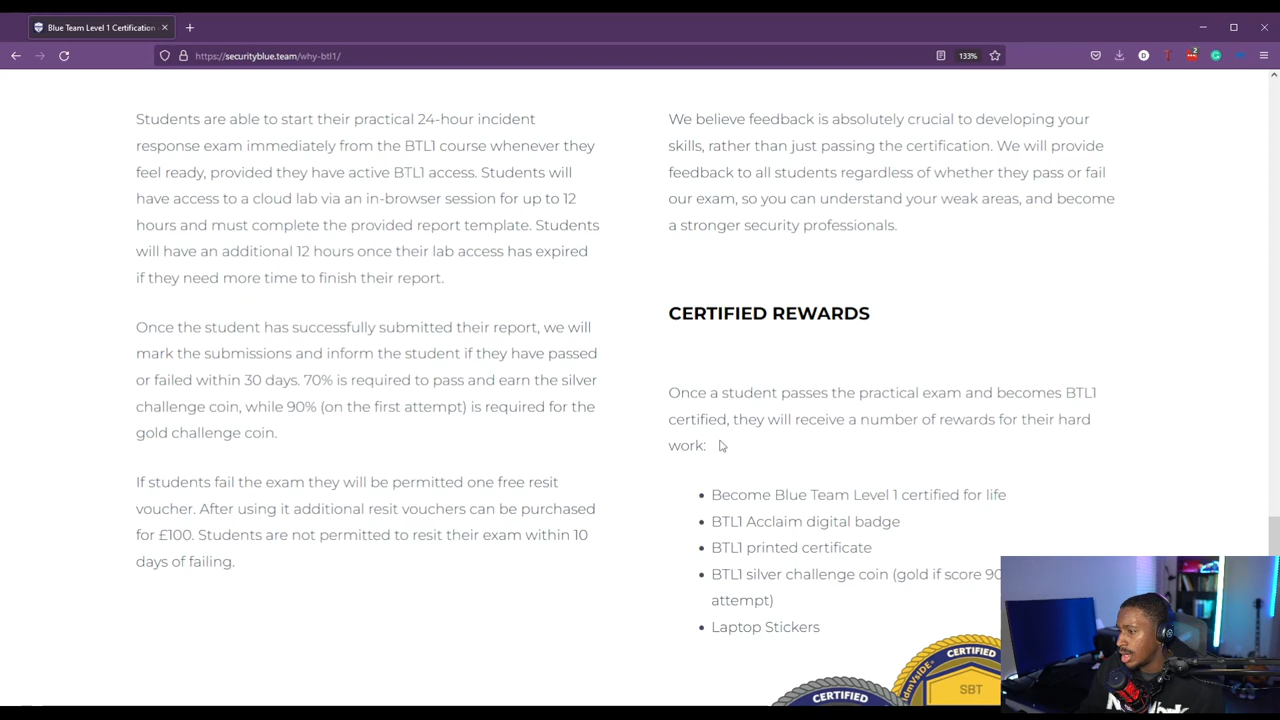 Blue Team Level 1 Certification
https://securityblue.team/why-btl1/
133%
Students are able to start their practical 24-hour incident
response exam immediately from the BTL1 course whenever they
feel ready, provided they have active BTL1 access. Students will
have access to a cloud lab via an in-browser session for up to 12
hours and must complete the provided report template. Students
will have an additional 12 hours once their lab access has expired
if they need more time to finish their report.
Once the student has successfully submitted their report, we will
mark the submissions and inform the student if they have passed
or failed within 30 days. 70% is required to pass and earn the silver
challenge coin, while 90% (on the first attempt) is required for the
gold challenge coin.
If students fail the exam they will be permitted one free resit
voucher. After using it additional resit vouchers can be purchased
for £100. Students are not permitted to resit their exam within 10
days of failing.
We believe feedback is absolutely crucial to developing your
skills, rather than just passing the certification. We will provide
feedback to all students regardless of whether they pass or fail
our exam, so you can understand your weak areas, and become
a stronger security professionals.
CERTIFIED REWARDS
Once a student passes the practical exam and becomes BTL1
certified, they will receive a number of rewards for their hard
work:
Become Blue Team Level 1 certified for life
BTL1 Acclaim digital badge
BTL1 printed certificate
BTL1 silver challenge coin (gold if score 90
attempt)
Laptop Stickers
CERTIFIED
SBT
CERTIFIED